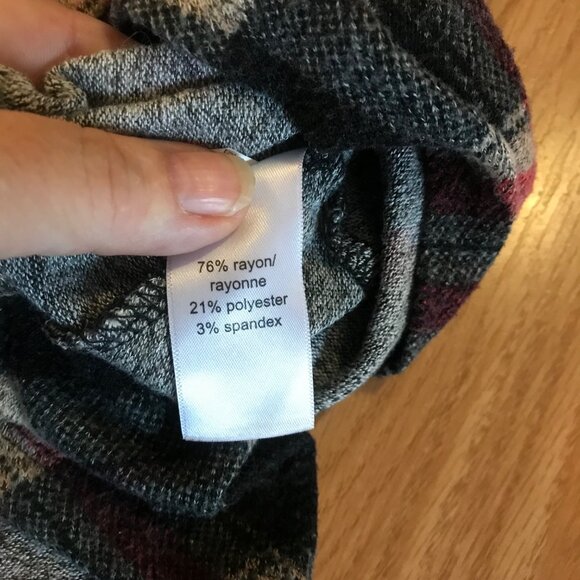 76% rayon/
rayonne
21% polyester
3% spandex